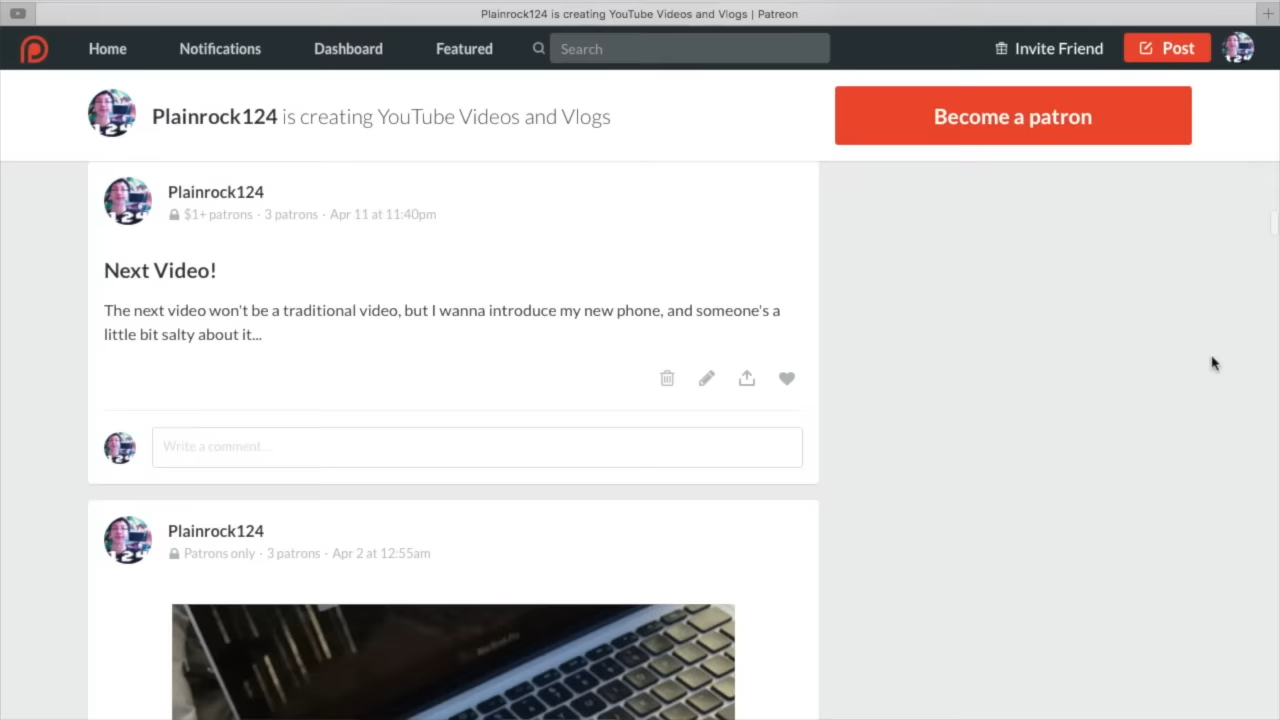 Plainrock124 is creating YouTube Videos and Vlogs | Patreon
Home Notifications Dashboard Featured Search Invite Friend Post
Plainrock124 is creating YouTube Videos and Vlogs
Become a patron
Plainrock124
$1+ patrons · 3 patrons · Apr 11 at 11:40pm
Next Video!
The next video won't be a traditional video, but I wanna introduce my new phone, and someone's a
little bit salty about it...
Write a comment...
Plainrock124
Patrons only · 3 patrons · Apr 2 at 12:55am